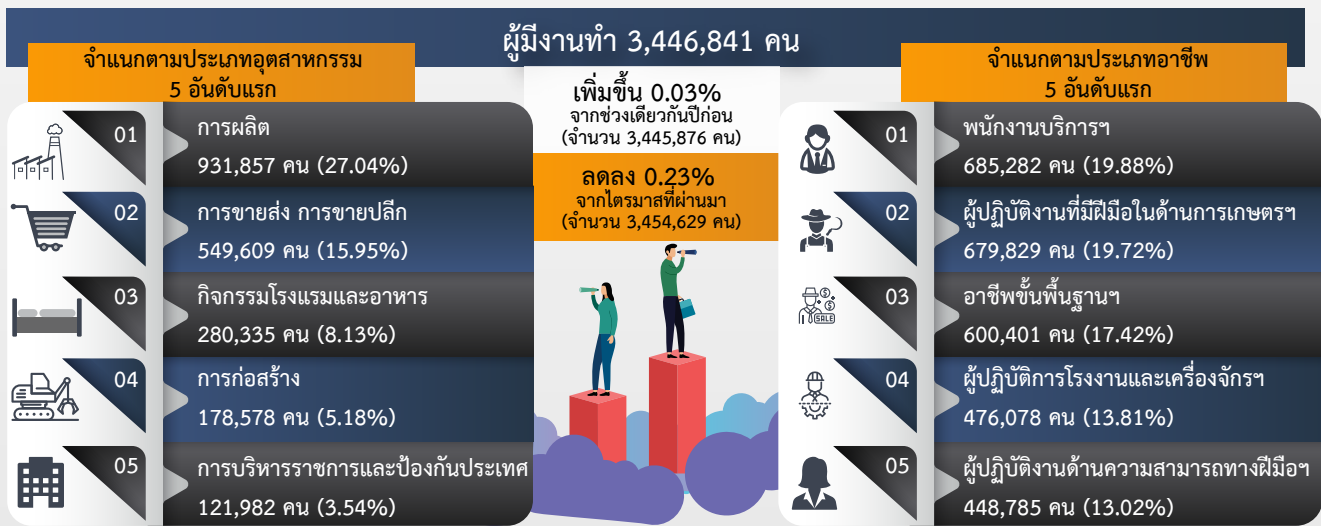 ผู้มีงานทำ 3,446,841 คน
จำแนกตามประเภทอุตสาหกรรม
5 อันดับแรก
01
การผลิต
931,857 คน (27.04%)
02
การขายส่ง การขายปลีก
549,609 คน (15.95%)
03
กิจกรรมโรงแรมและอาหาร
280,335 คน (8.13%)
04
การก่อสร้าง
178,578 คน (5.18%)
05
การบริหารราชการและป้องกันประเทศ
121,982 คน (3.54%)
เพิ่มขึ้น 0.03%
จากช่วงเดียวกันปีก่อน
(จำนวน 3,445,876 คน)
ลดลง 0.23%
จากไตรมาสที่ผ่านมา
(จำนวน 3,454,629 คน)
จำแนกตามประเภทอาชีพ
5 อันดับแรก
01
พนักงานบริการฯ
685,282 คน (19.88%)
02
ผู้ปฏิบัติงานที่มีฝีมือในด้านการเกษตรฯ
679,829 คน (19.72%)
SALE
03
อาชีพขั้นพื้นฐานฯ
600,401 คน (17.42%)
04
ผู้ปฏิบัติการโรงงานและเครื่องจักรฯ
476,078 คน (13.81%)
05
ผู้ปฏิบัติงานด้านความสามารถทางฝีมือฯ
448,785 คน (13.02%)